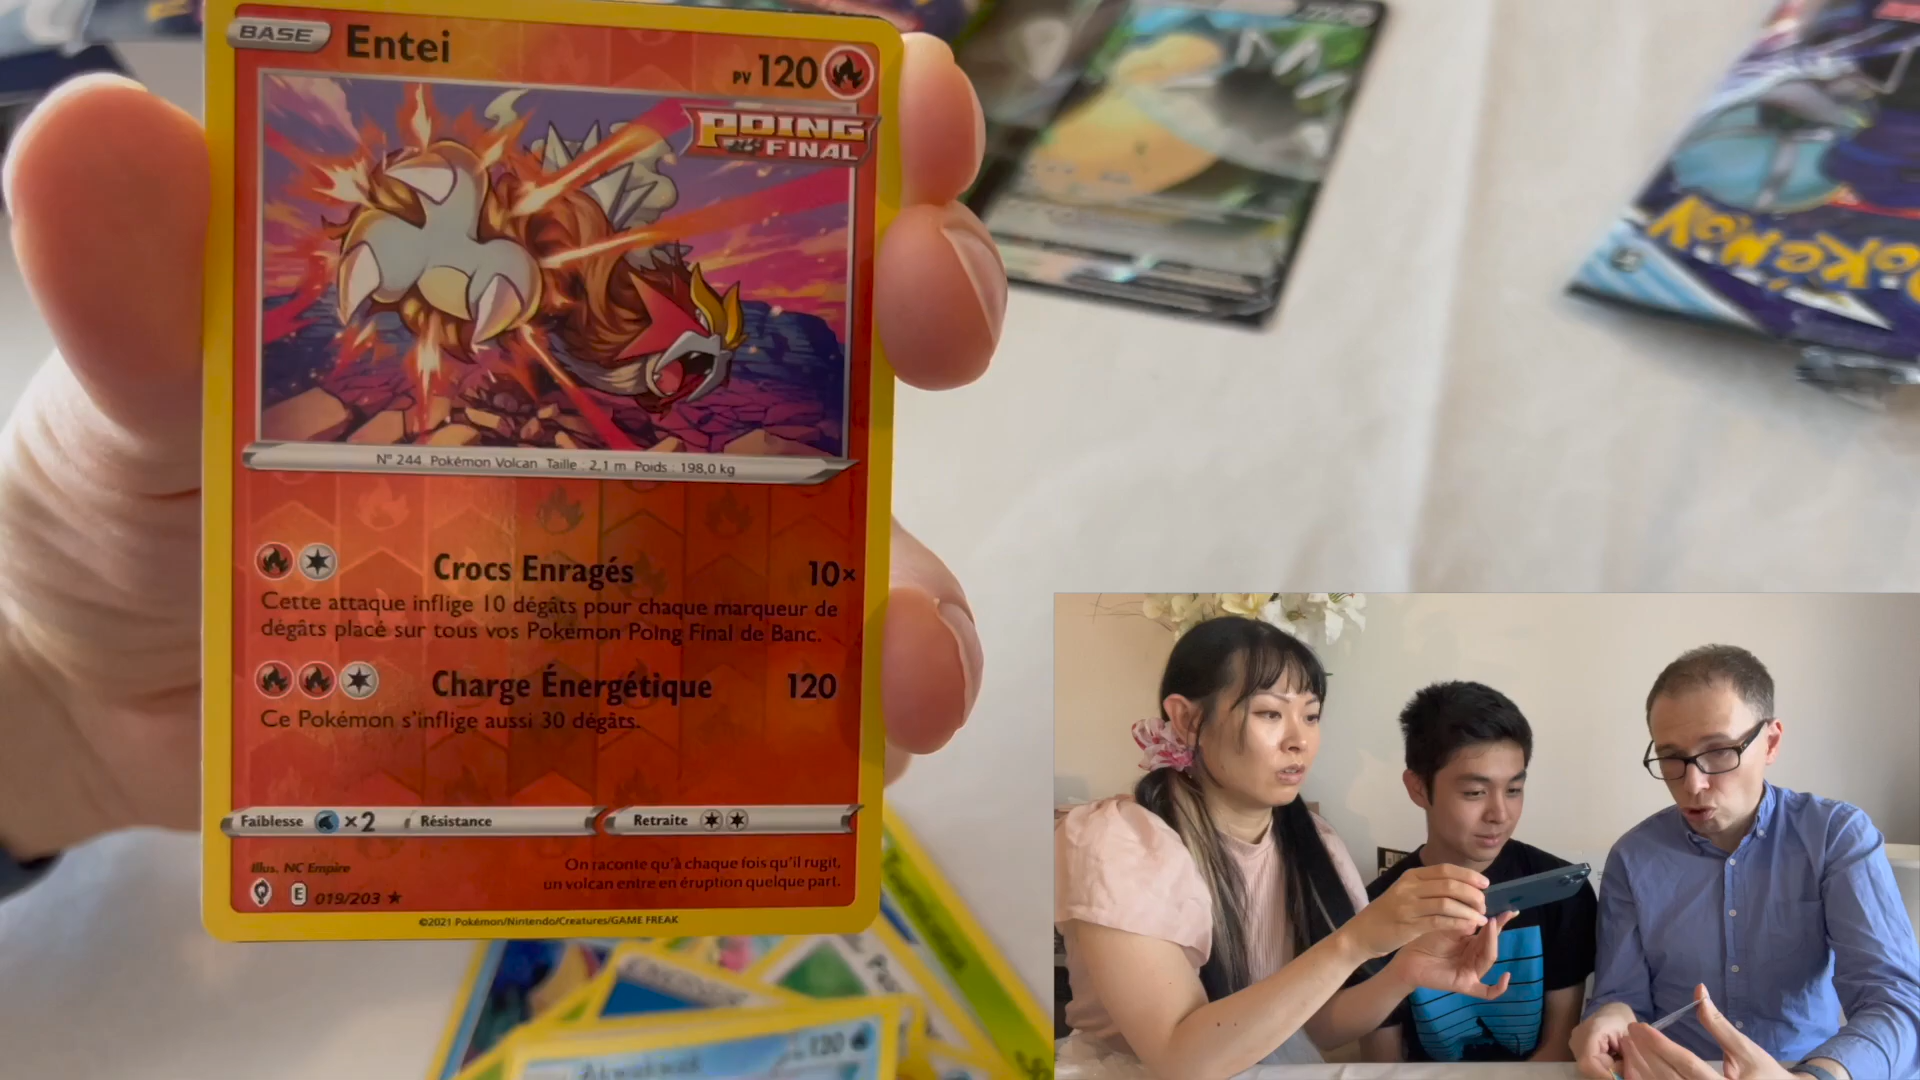 BASE Entei PV 120
POING
FINAL
N° 244 Pokémon Volcan Taille : 2,1 m Poids : 198,0 kg
Crocs Enragés 10×
Cette attaque inflige 10 dégâts pour chaque marqueur de
dégâts placé sur tous vos Pokémon Poing Final de Banc.
Charge Énergétique 120
Ce Pokémon s'inflige aussi 30 dégâts.
Faiblesse ×2 Résistance Retraite
Illus. NC Empire
On raconte qu'à chaque fois qu'il rugit,
un volcan entre en éruption quelque part.
E 019/203
©2021 Pokémon/Nintendo/Creatures/GAME FREAK
POKéMON
120